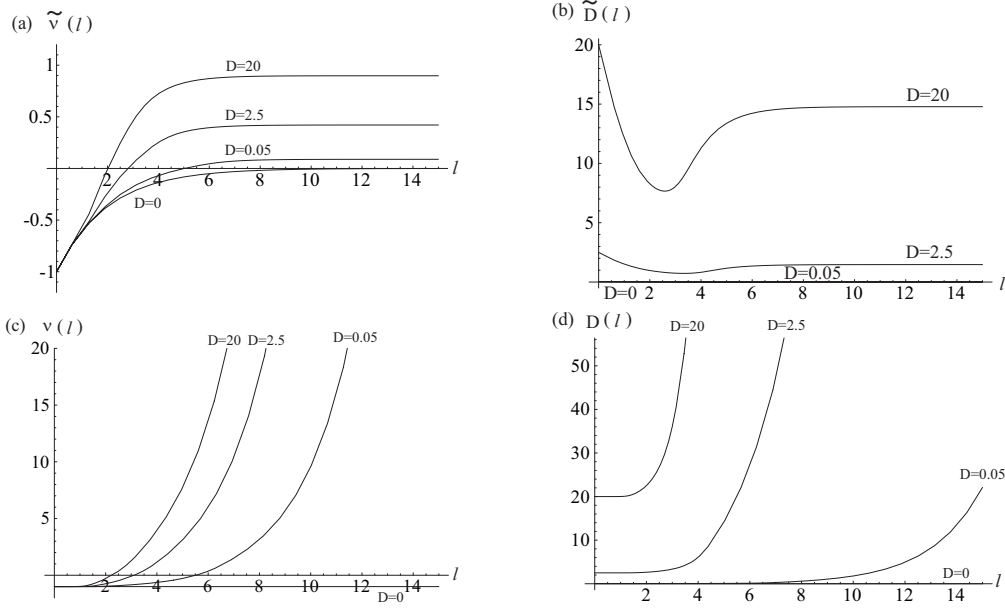 (a) ν̃ (l)
1
0.5
-0.5
-1
2 4 6 8 10 12 14 l
D=20
D=2.5
D=0.05
D=0
(b) D̃ (l)
20
15
10
5
2 4 6 8 10 12 14 l
D=20
D=2.5
D=0.05
D=0
(c) ν (l)
20
15
10
5
2 4 6 8 10 12 14 l
D=20 D=2.5 D=0.05
D=0
(d) D (l)
50
40
30
20
10
2 4 6 8 10 12 14 l
D=20 D=2.5
D=0.05
D=0